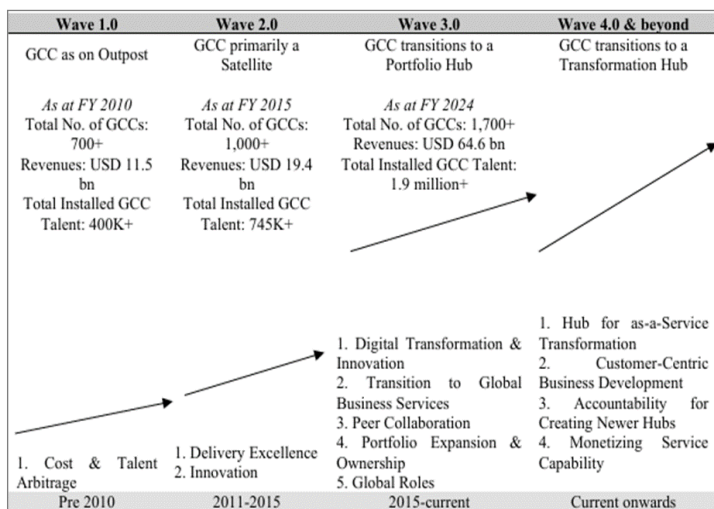 Wave 1.0
GCC as on Outpost
As at FY 2010
Total No. of GCCs:
700+
Revenues: USD 11.5
bn
Total Installed GCC
Talent: 400K+
1. Cost & Talent
Arbitrage
Pre 2010
Wave 2.0
GCC primarily a
Satellite
As at FY 2015
Total No. of GCCs:
1,000+
Revenues: USD 19.4
bn
Total Installed GCC
Talent: 745K+
1. Delivery Excellence
2. Innovation
2011-2015
Wave 3.0
GCC transitions to a
Portfolio Hub
As at FY 2024
Total No. of GCCs: 1,700+
Revenues: USD 64.6 bn
Total Installed GCC Talent:
1.9 million+
1. Digital Transformation &
Innovation
2. Transition to Global
Business Services
3. Peer Collaboration
4. Portfolio Expansion &
Ownership
5. Global Roles
2015-current
Wave 4.0 & beyond
GCC transitions to a
Transformation Hub
1. Hub for as-a-Service
Transformation
2. Customer-Centric
Business Development
3. Accountability for
Creating Newer Hubs
4. Monetizing Service
Capability
Current onwards